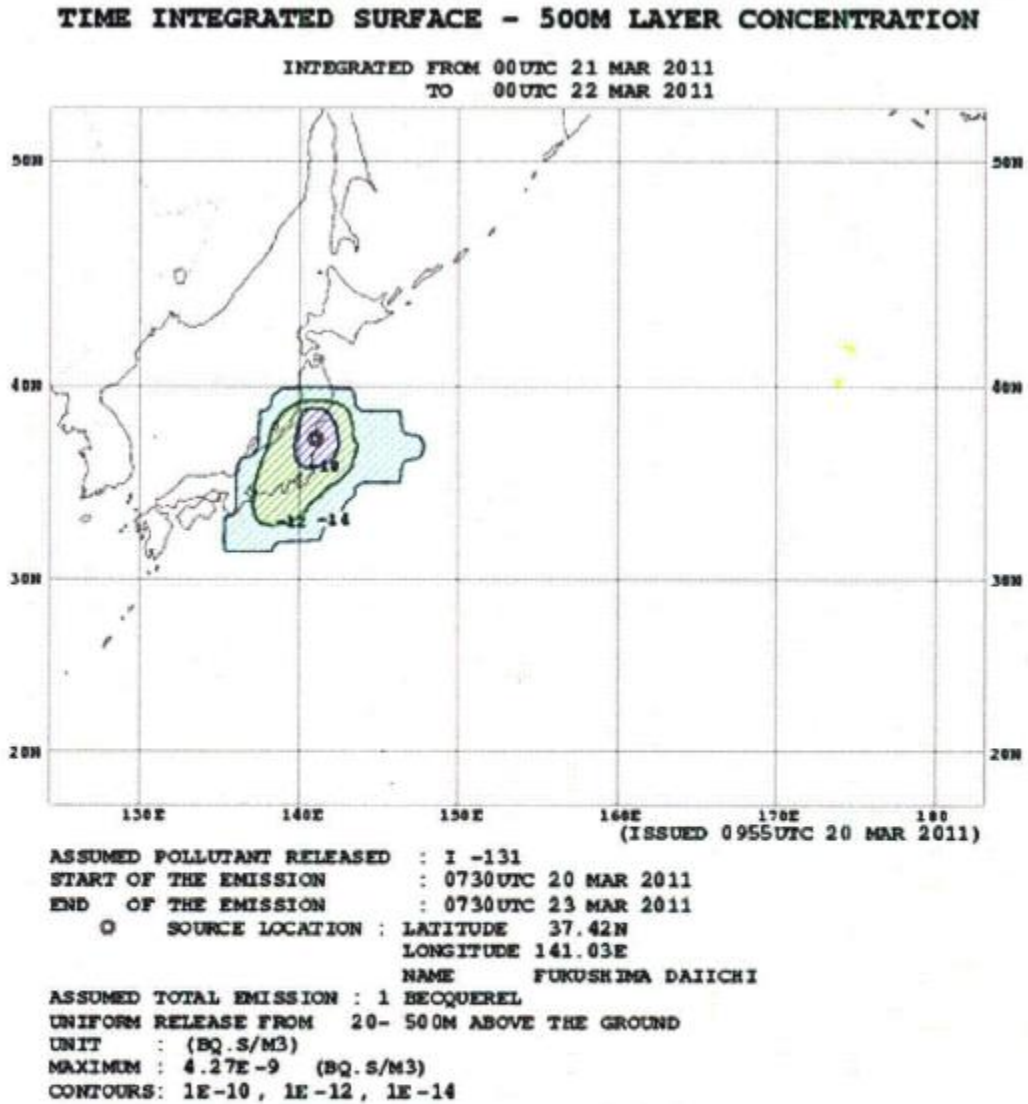 TIME INTEGRATED SURFACE - 500M LAYER CONCENTRATION
INTEGRATED FROM 00UTC 21 MAR 2011
TO 00UTC 22 MAR 2011
50N 50N
40N 40N
-10
-12 -14
30N 30N
20N 20N
130E 140E 150E 160E 170E 180
(ISSUED 0955UTC 20 MAR 2011)
ASSUMED POLLUTANT RELEASED : I -131
START OF THE EMISSION : 0730UTC 20 MAR 2011
END OF THE EMISSION : 0730UTC 23 MAR 2011
SOURCE LOCATION : LATITUDE 37.42N
LONGITUDE 141.03E
NAME FUKUSHIMA DAIICHI
ASSUMED TOTAL EMISSION : 1 BECQUEREL
UNIFORM RELEASE FROM 20- 500M ABOVE THE GROUND
UNIT : (BQ.S/M3)
MAXIMUM : 4.27E-9 (BQ.S/M3)
CONTOURS: 1E-10, 1E-12, 1E-14